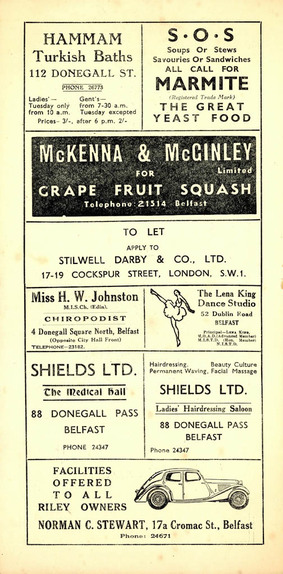 HAMMAM
Turkish Baths
112 DONEGALL ST.
PHONE 26773
Ladies'—
Tuesday only
from 10 a.m.
Gent's—
from 7-30 a.m.
Tuesday excepted
Prices- 3/-, after 6 p.m. 2/-
S·O·S
Soups Or Stews
Savouries Or Sandwiches
ALL CALL FOR
MARMITE
(Registered Trade Mark)
THE GREAT
YEAST FOOD
McKENNA & McGINLEY
Limited
FOR
GRAPE FRUIT SQUASH
Telephone: 21514 Belfast
TO LET
APPLY TO
STILWELL DARBY & CO., LTD.
17-19 COCKSPUR STREET, LONDON, S.W.1.
Miss H. W. Johnston
M.I.S.Ch. (Edin).
CHIROPODIST
4 Donegall Square North, Belfast
(Opposite City Hall Front)
TELEPHONE—23162.
The Lena King
Dance Studio
52 Dublin Road
BELFAST
Principal—Lena King,
SHIELDS LTD.
The Medical Hall
88 DONEGALL PASS
BELFAST
PHONE 24347
Hairdressing, Beauty Culture
Permanent Waving, Facial Massage
SHIELDS LTD.
Ladies' Hairdressing Saloon
88 DONEGALL PASS
BELFAST
Phone 24347
FACILITIES
OFFERED
TO ALL
RILEY OWNERS
NORMAN C. STEWART, 17a Cromac St., Belfast
Phone: 24671